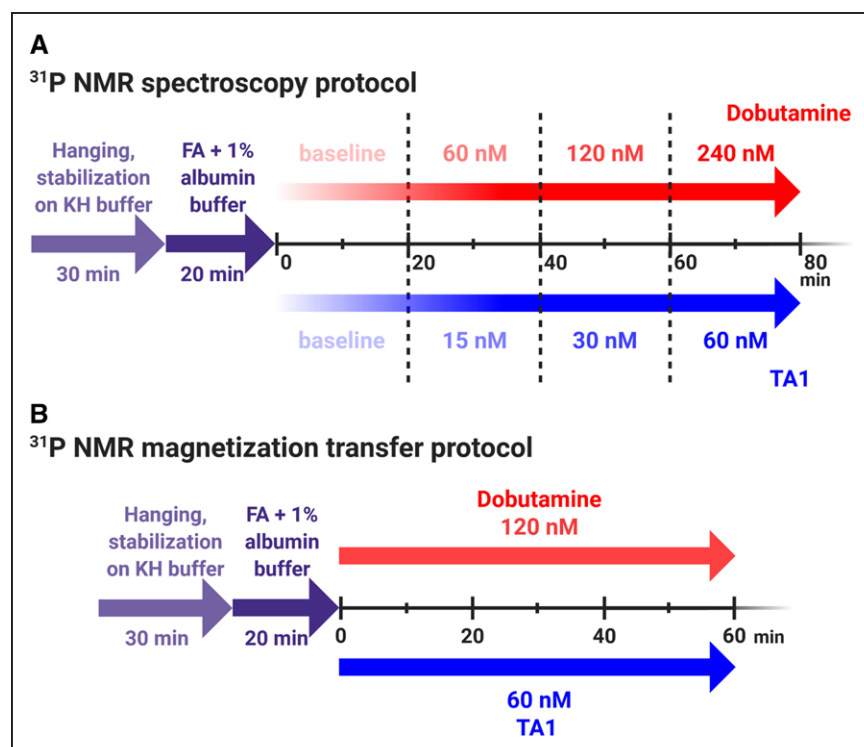 A
³¹P NMR spectroscopy protocol
Dobutamine
Hanging,
stabilization
on KH buffer
30 min
FA + 1%
albumin
buffer
20 min
baseline
60 nM
120 nM
240 nM
0
20
40
60
80
min
baseline
15 nM
30 nM
60 nM
TA1
B
³¹P NMR magnetization transfer protocol
Hanging,
stabilization
on KH buffer
30 min
FA + 1%
albumin
buffer
20 min
Dobutamine
120 nM
0
20
40
60
min
60 nM
TA1